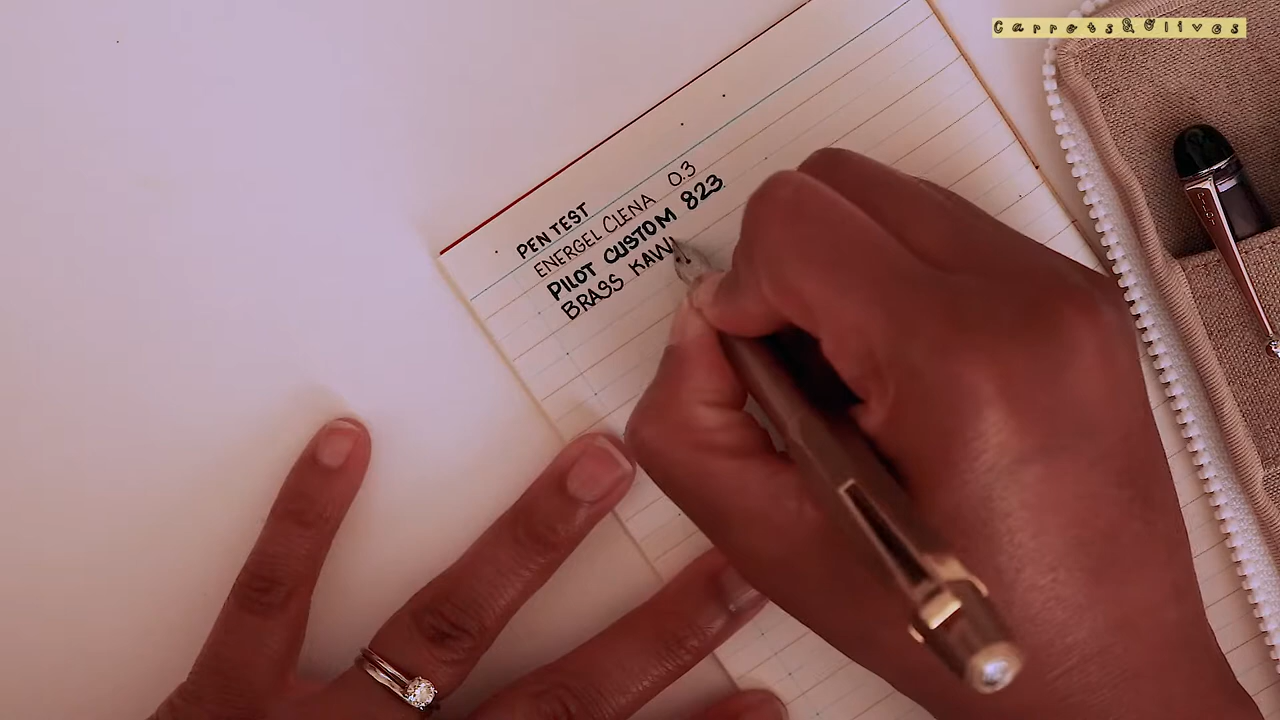 Carrots&Olives
PEN TEST
ENERGEL CLENA 0.3
PILOT CUSTOM 823
BRASS KAW